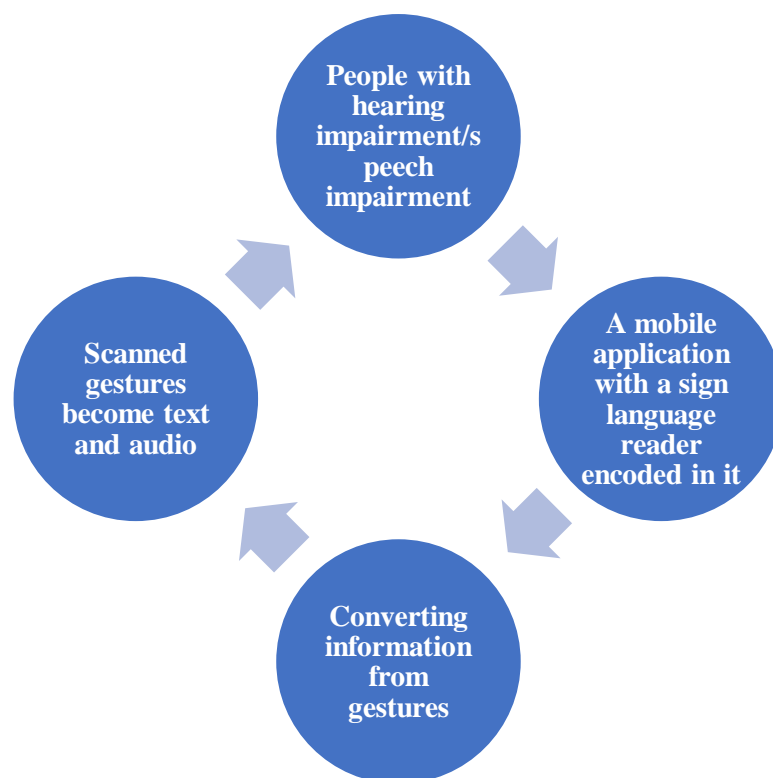 People with
hearing
impairment/s
peech
impairment
A mobile
application
with a sign
language
reader
encoded in it
Converting
information
from
gestures
Scanned
gestures
become text
and audio